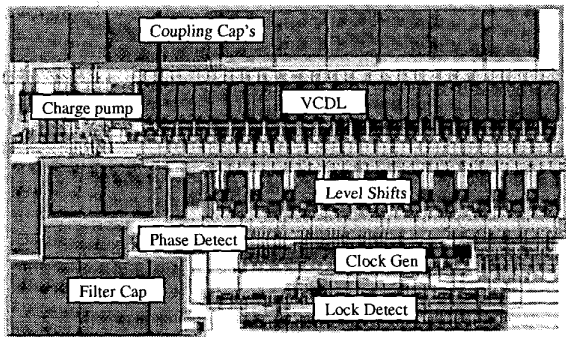 Coupling Cap's
Charge pump
VCDL
Level Shifts
Phase Detect
Clock Gen
Filter Cap
Lock Detect